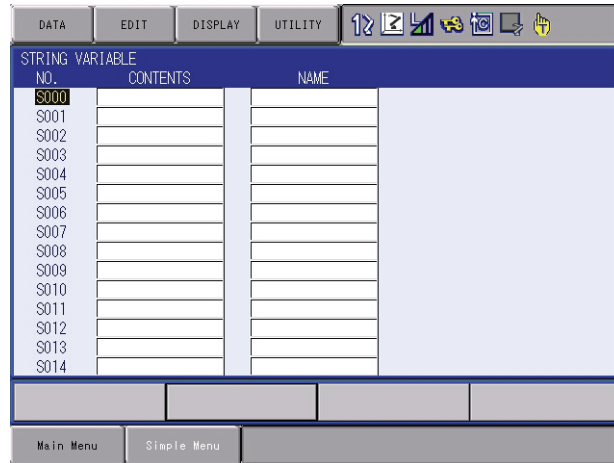 DATA EDIT DISPLAY UTILITY
STRING VARIABLE
NO. CONTENTS NAME
S000
S001
S002
S003
S004
S005
S006
S007
S008
S009
S010
S011
S012
S013
S014
Main Menu Simple Menu